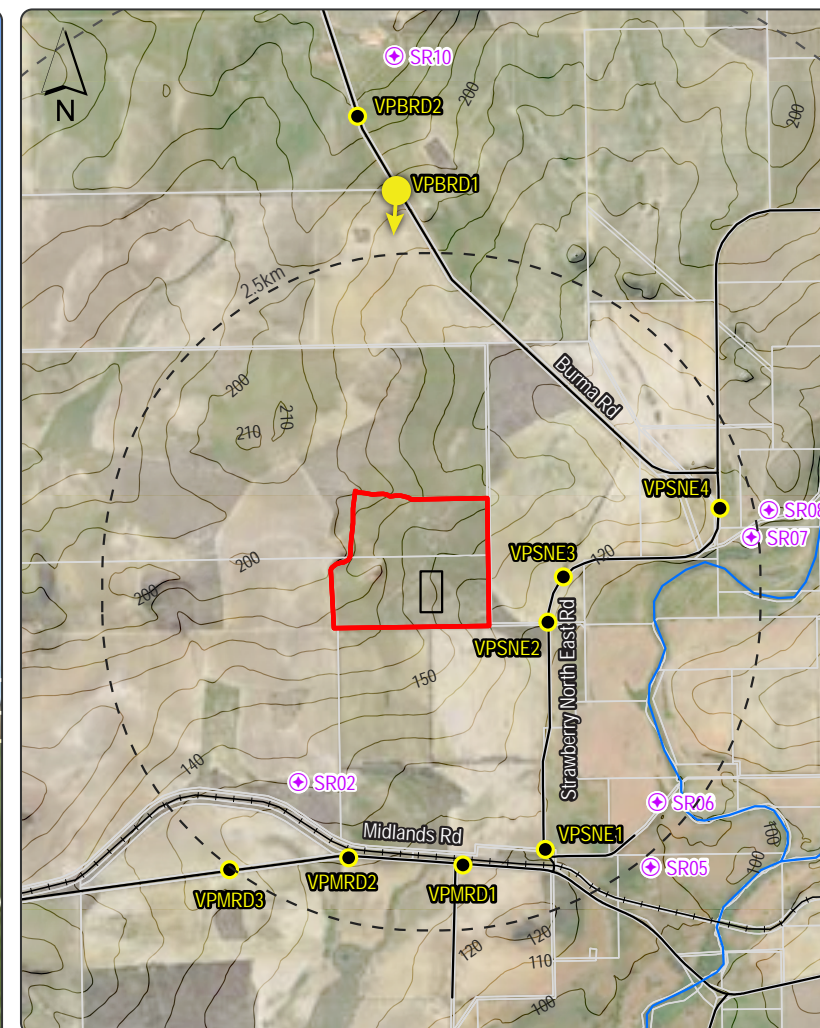 SR10
N
VPBRD2
200
200
VPBRD1
2.5km
Burma Rd
200
210
210
VPSNE4
SR08
SR07
VPSNE3
120
200
200
VPSNE2
Strawberry North East Rd
150
140
SR02
SR06
Midlands Rd
VPSNE1
100
100
SR05
VPMRD2
VPMRD1
VPMRD3
120
120
110
100